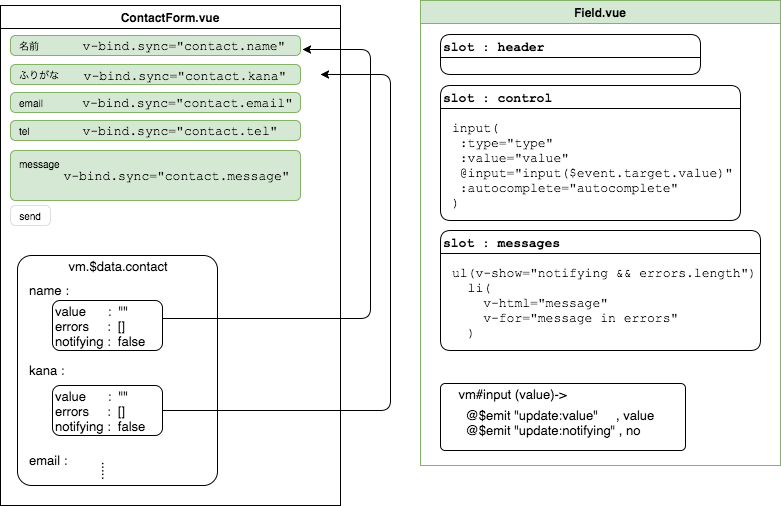 ContactForm.vue
名前 v-bind.sync="contact.name"
ふりがな v-bind.sync="contact.kana"
email v-bind.sync="contact.email"
tel v-bind.sync="contact.tel"
message
v-bind.sync="contact.message"
send
vm.$data.contact
name :
value : ""
errors : []
notifying : false
kana :
value : ""
errors : []
notifying : false
email :
Field.vue
slot : header
slot : control
input(
:type="type"
:value="value"
@input="input($event.target.value)"
:autocomplete="autocomplete"
)
slot : messages
ul(v-show="notifying && errors.length")
li(
v-html="message"
v-for="message in errors"
)
vm#input (value)->
@$emit "update:value" , value
@$emit "update:notifying" , no